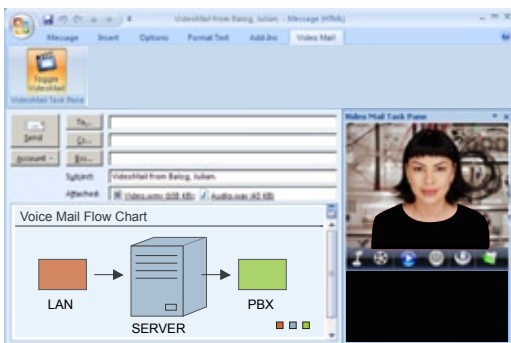 VideoMail from Balog, Julian. - Message (HTML)
Message Insert Options Format Text Add-Ins Video Mail
Toggle
VideoMail
VideoMail Task Pane
Video Mail Task Pane
To...
Send
Cc...
Account
Bcc...
Subject: VideoMail from Balog, Julian.
Attached: Video.wmv (108 KB); Audio.wav (43 KB)
Voice Mail Flow Chart
LAN
SERVER
PBX